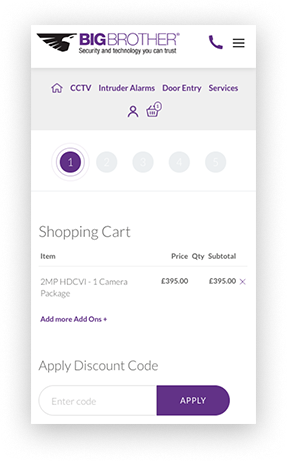 BIGBROTHER®
Security and technology you can trust
CCTV Intruder Alarms Door Entry Services
1
1 2 3 4 5
Shopping Cart
Item Price Qty Subtotal
2MP HDCVI - 1 Camera £395.00 £395.00 ×
Package
Add more Add Ons +
Apply Discount Code
Enter code APPLY